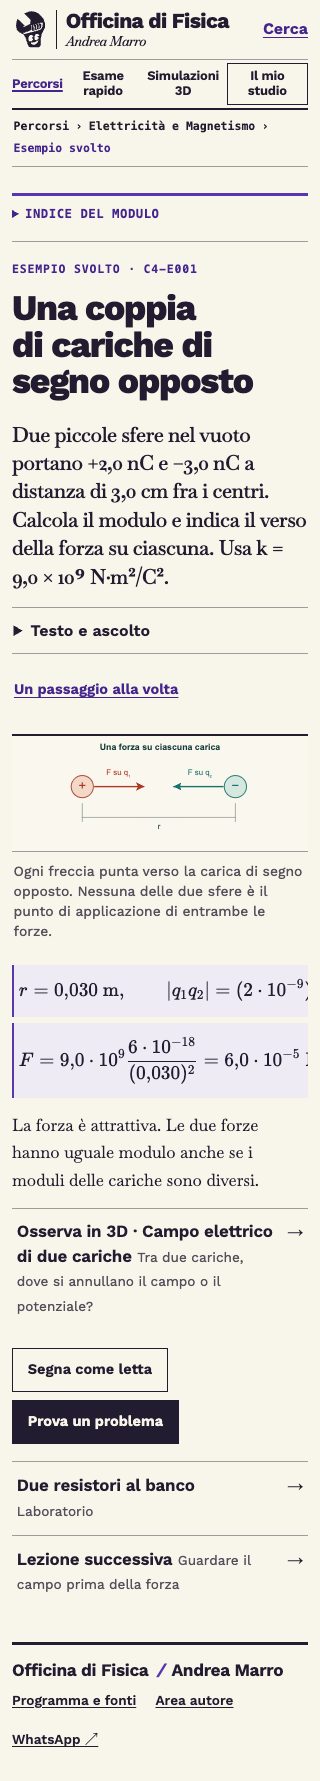 Officina di Fisica
Andrea Marro
Cerca
Percorsi
Esame rapido
Simulazioni 3D
Il mio studio
Percorsi › Elettricità e Magnetismo ›
Esempio svolto
▶ INDICE DEL MODULO
ESEMPIO SVOLTO · C4–E001
Una coppia
di cariche di
segno opposto
Due piccole sfere nel vuoto
portano +2,0 nC e −3,0 nC a
distanza di 3,0 cm fra i centri.
Calcola il modulo e indica il verso
della forza su ciascuna. Usa k =
9,0 × 10⁹ N·m²/C².
▶ Testo e ascolto
Un passaggio alla volta
Una forza su ciascuna carica
F su q₁
F su q₂
+
−
r
Ogni freccia punta verso la carica di segno
opposto. Nessuna delle due sfere è il
punto di applicazione di entrambe le
forze.
r = 0,030 m, |q₁q₂| = (2 · 10⁻⁹)
F = 9,0 · 10⁹ 6 · 10⁻¹⁸ / (0,030)² = 6,0 · 10⁻⁵
La forza è attrattiva. Le due forze
hanno uguale modulo anche se i
moduli delle cariche sono diversi.
Osserva in 3D · Campo elettrico →
di due cariche Tra due cariche,
dove si annullano il campo o il
potenziale?
Segna come letta
Prova un problema
Due resistori al banco →
Laboratorio
Lezione successiva Guardare il →
campo prima della forza
Officina di Fisica / Andrea Marro
Programma e fonti Area autore
WhatsApp ↗